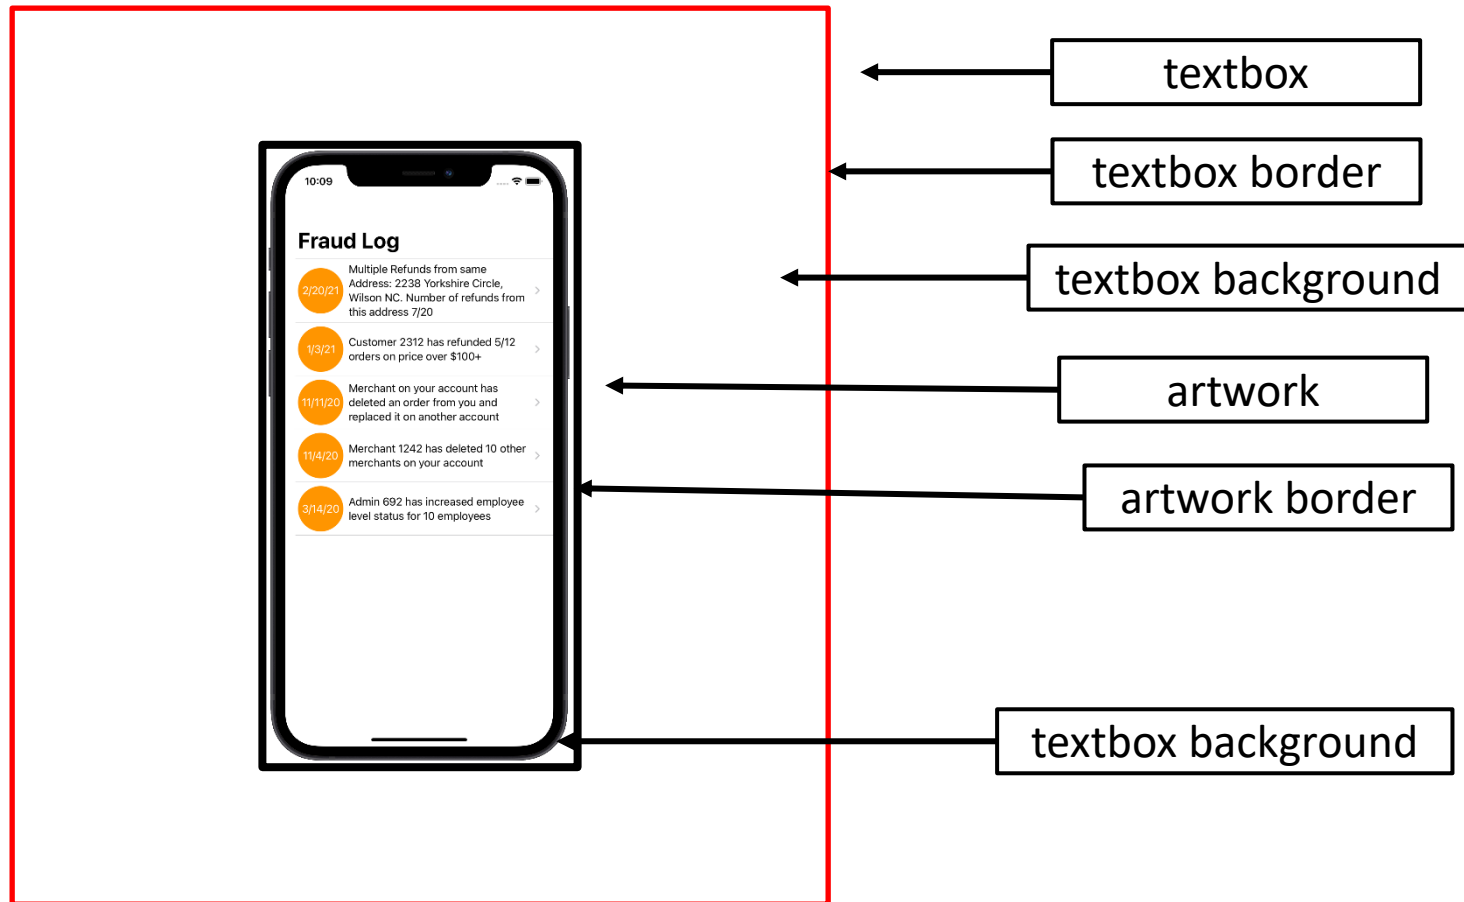 textbox
textbox border
textbox background
artwork
artwork border
textbox background
10:09
Fraud Log
2/20/21
Multiple Refunds from same
Address: 2238 Yorkshire Circle,
Wilson NC. Number of refunds from
this address 7/20
1/3/21
Customer 2312 has refunded 5/12
orders on price over $100+
11/11/20
Merchant on your account has
deleted an order from you and
replaced it on another account
11/4/20
Merchant 1242 has deleted 10 other
merchants on your account
3/14/20
Admin 692 has increased employee
level status for 10 employees